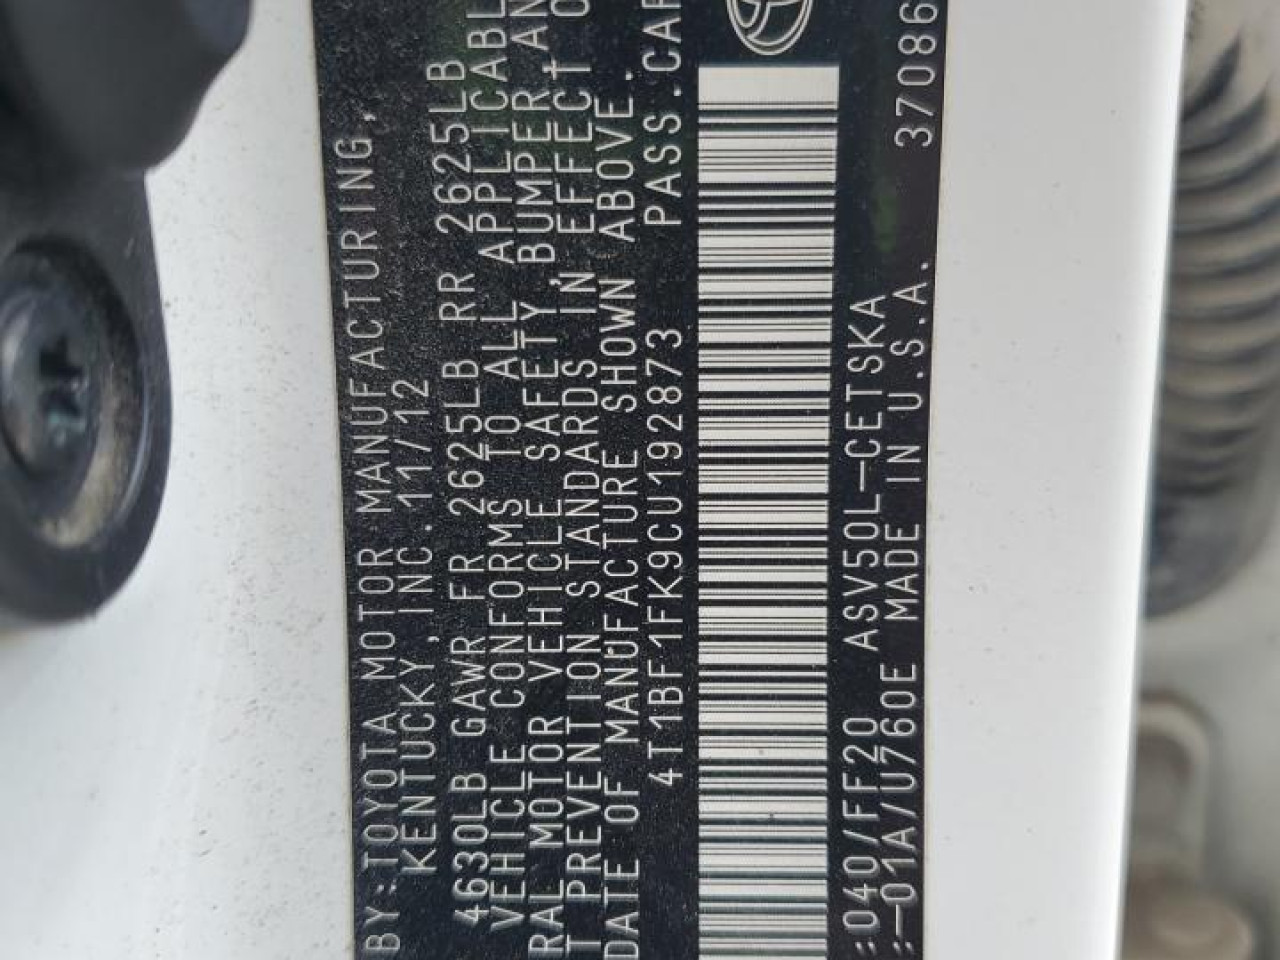 BY:TOYOTA MOTOR MANUFACTURING,
KENTUCKY,INC. 11/12
4630LB GAWR FR 2625LB RR 2625LB
VEHICLE CONFORMS TO ALL APPLICABL
RAL MOTOR VEHICLE SAFETY,BUMPER,AN
T PREVENTION STANDARDS IN EFFECT O
DATE OF MANUFACTURE SHOWN ABOVE.
4T1BF1FK9CU192873 PASS.CAR
:040/FF20 ASV50L-CETSKA
:-01A/U760E MADE IN U.S.A. 37086